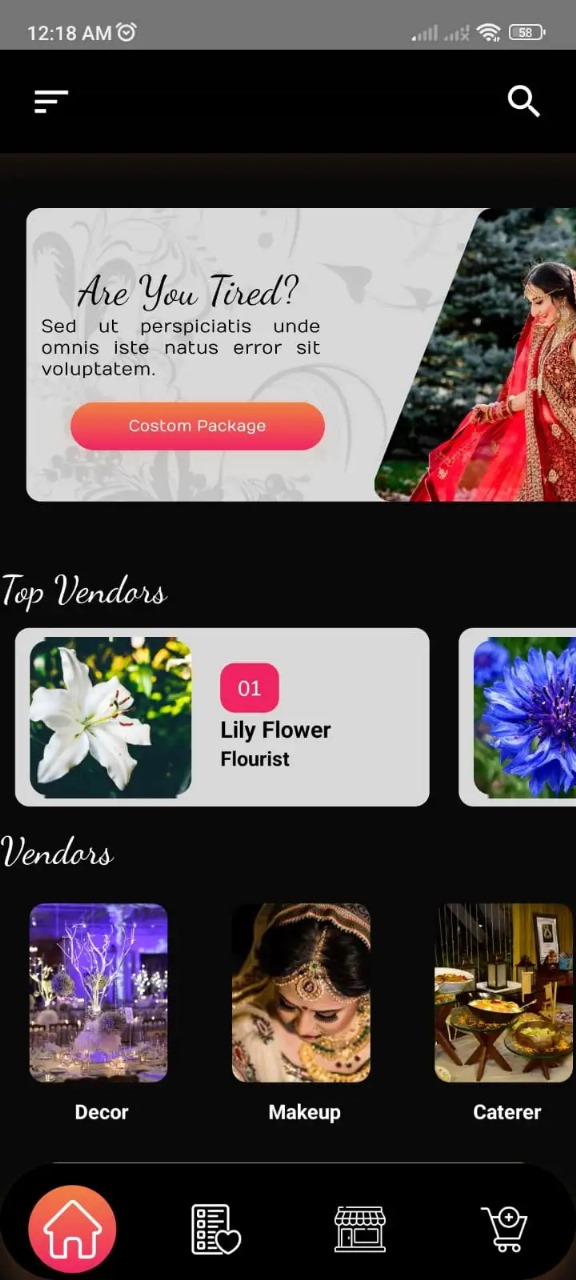 12:18 AM
58
Are You Tired?
Sed ut perspiciatis unde
omnis iste natus error sit
voluptatem.
Costom Package
Top Vendors
01
Lily Flower
Flourist
Vendors
Decor
Makeup
Caterer